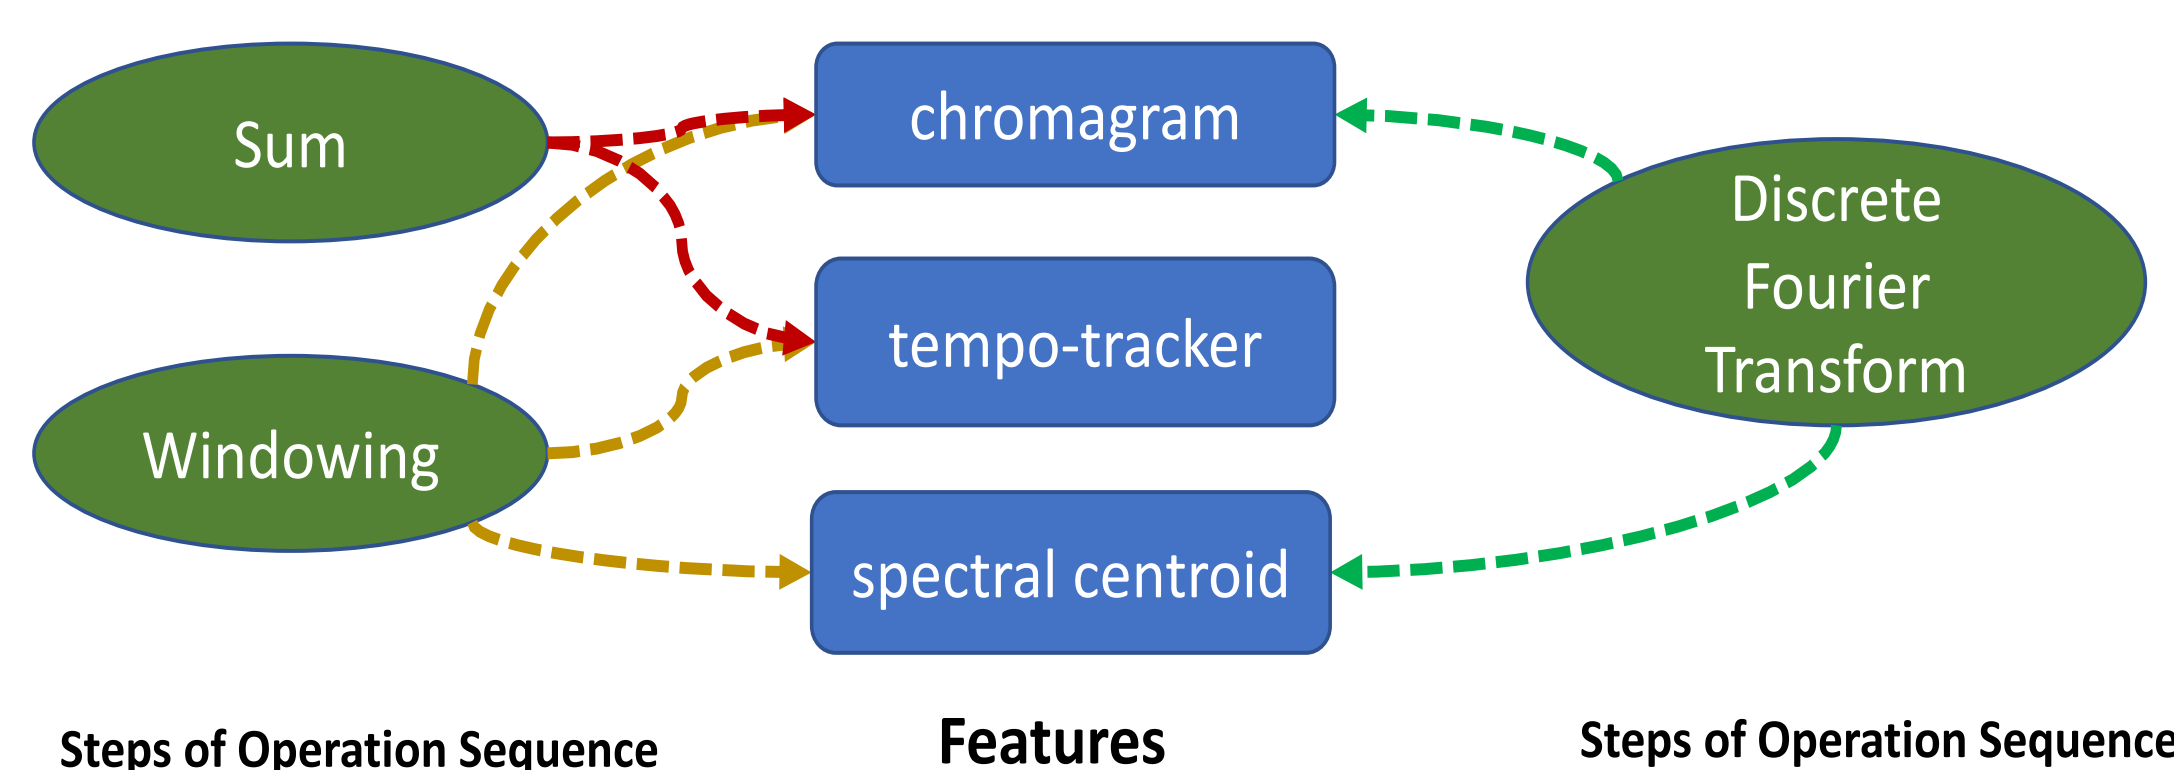 Sum
chromagram
Discrete
Fourier
Transform
tempo-tracker
Windowing
spectral centroid
Steps of Operation Sequence
Features
Steps of Operation Sequence